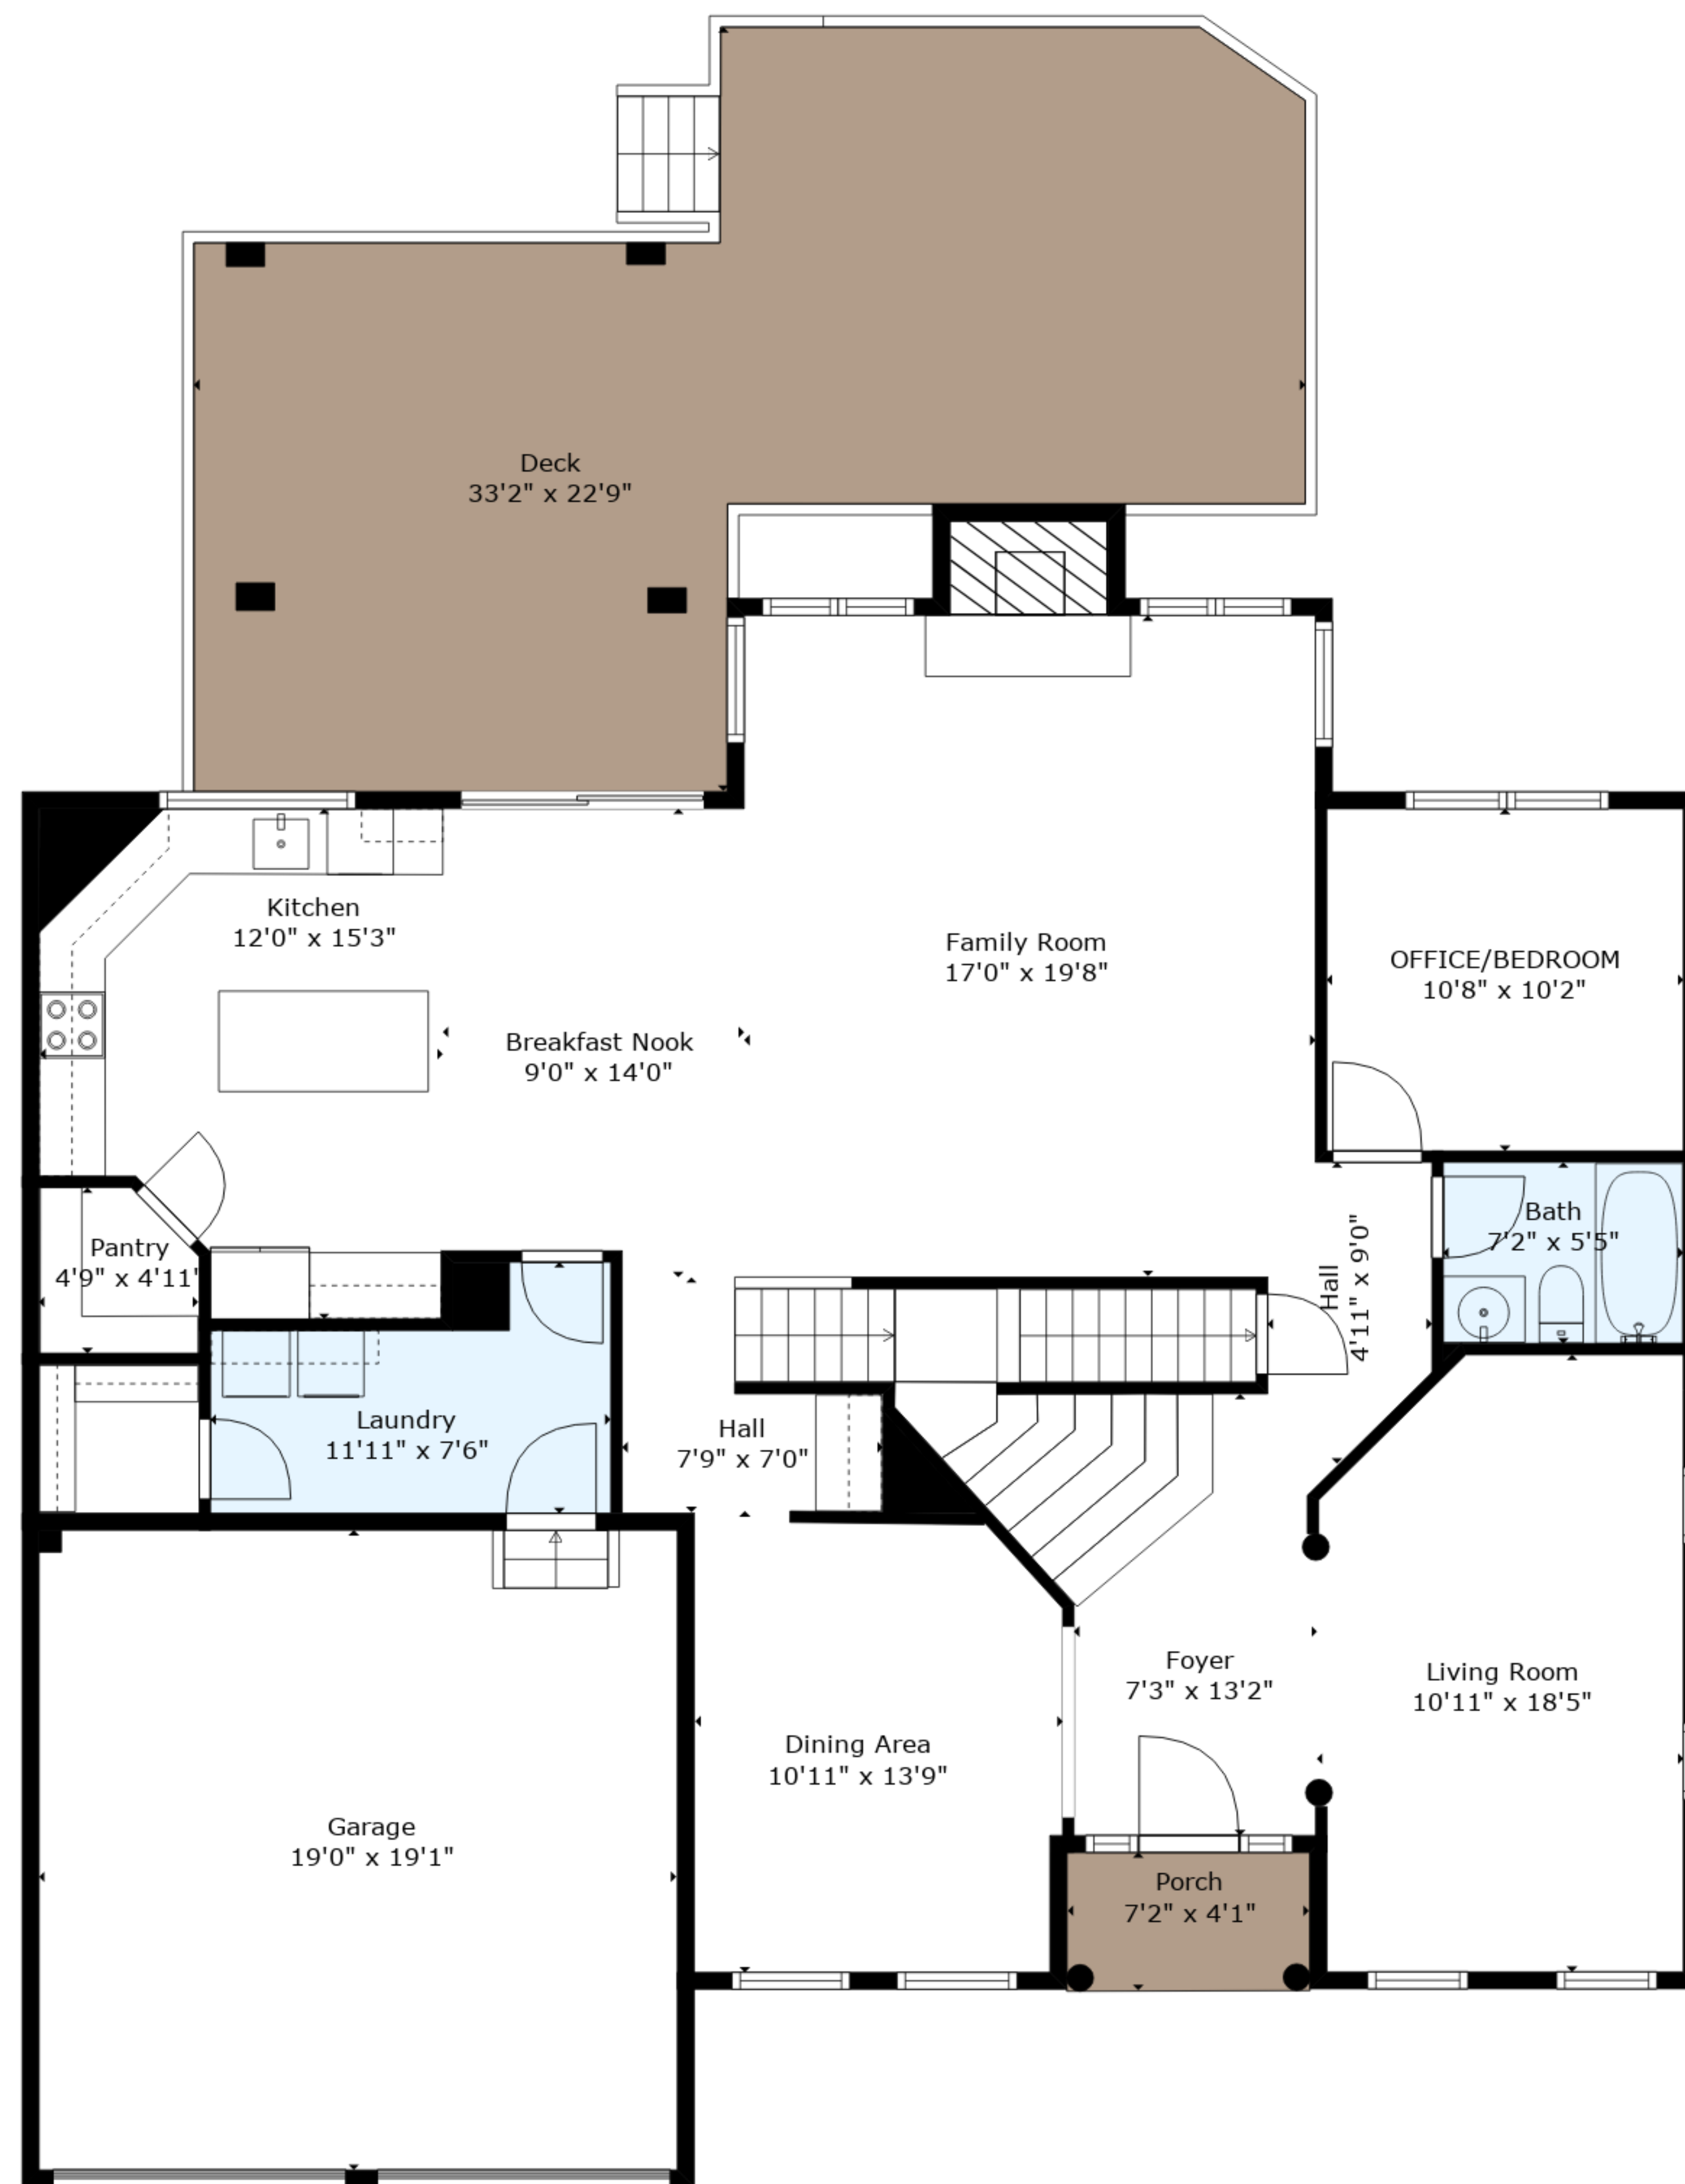 Deck
33'2" x 22'9"
Kitchen
12'0" x 15'3"
Family Room
17'0" x 19'8"
OFFICE/BEDROOM
10'8" x 10'2"
Breakfast Nook
9'0" x 14'0"
Pantry
4'9" x 4'11"
Bath
7'2" x 5'5"
Hall
4'11" x 9'0"
Laundry
11'11" x 7'6"
Hall
7'9" x 7'0"
Foyer
7'3" x 13'2"
Living Room
10'11" x 18'5"
Dining Area
10'11" x 13'9"
Garage
19'0" x 19'1"
Porch
7'2" x 4'1"